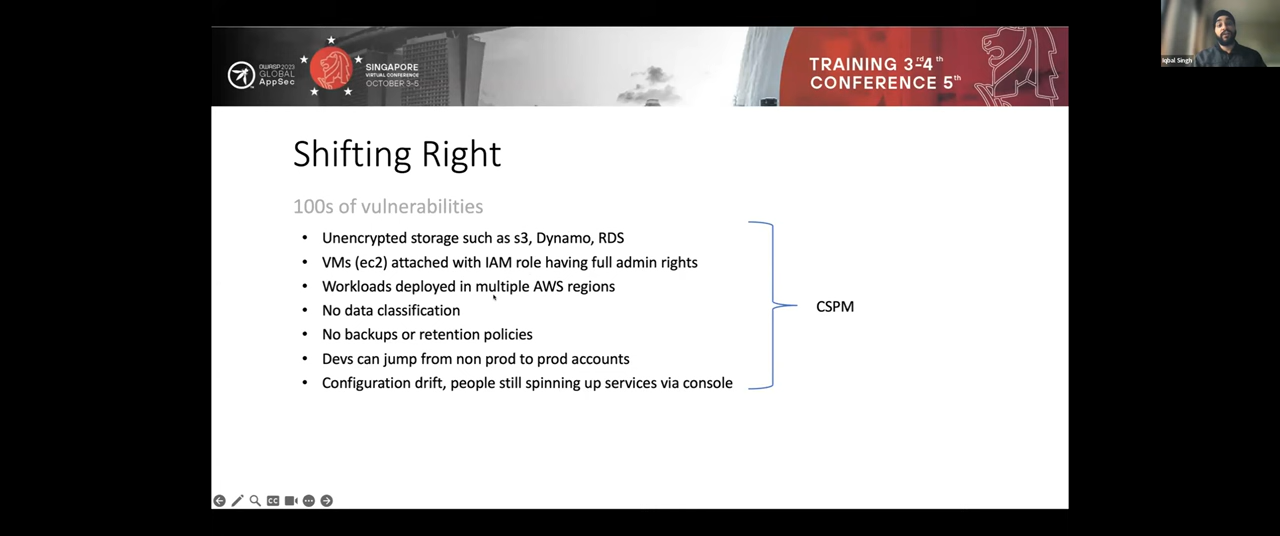 OWASP 2023
GLOBAL
AppSec
SINGAPORE
VIRTUAL CONFERENCE
OCTOBER 3-5
TRAINING 3rd-4th
CONFERENCE 5th
Iqbal Singh
Shifting Right
100s of vulnerabilities
• Unencrypted storage such as s3, Dynamo, RDS
• VMs (ec2) attached with IAM role having full admin rights
• Workloads deployed in multiple AWS regions
• No data classification
• No backups or retention policies
• Devs can jump from non prod to prod accounts
• Configuration drift, people still spinning up services via console
CSPM
CC